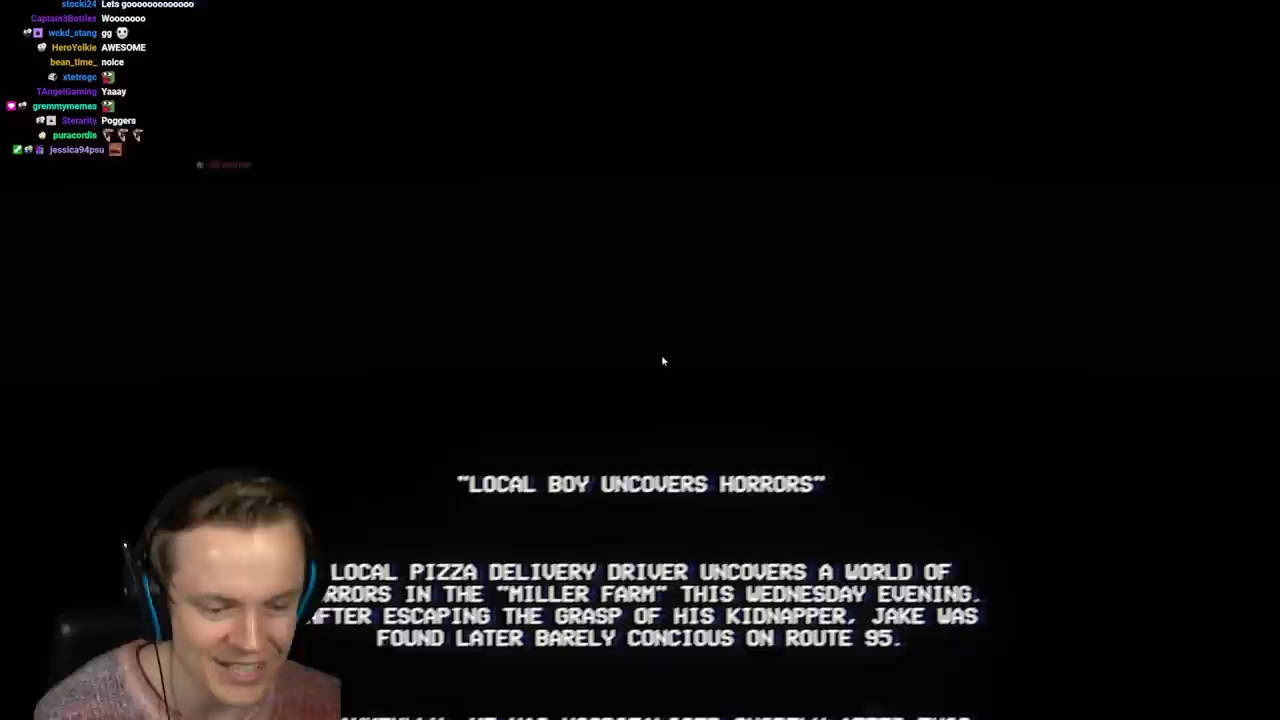 stocki24 Lets gooooooooooooo
Captain3Bottles Wooooooo
wckd_stang gg
HeroYolkie AWESOME
bean_time_ noice
xtetrogc
TAngelGaming Yaaay
gremmymemes
Sterarity Poggers
puracordis
jessica94psu
"LOCAL BOY UNCOVERS HORRORS"
LOCAL PIZZA DELIVERY DRIVER UNCOVERS A WORLD OF
RRORS IN THE "MILLER FARM" THIS WEDNESDAY EVENING.
AFTER ESCAPING THE GRASP OF HIS KIDNAPPER, JAKE WAS
FOUND LATER BARELY CONCIOUS ON ROUTE 95.